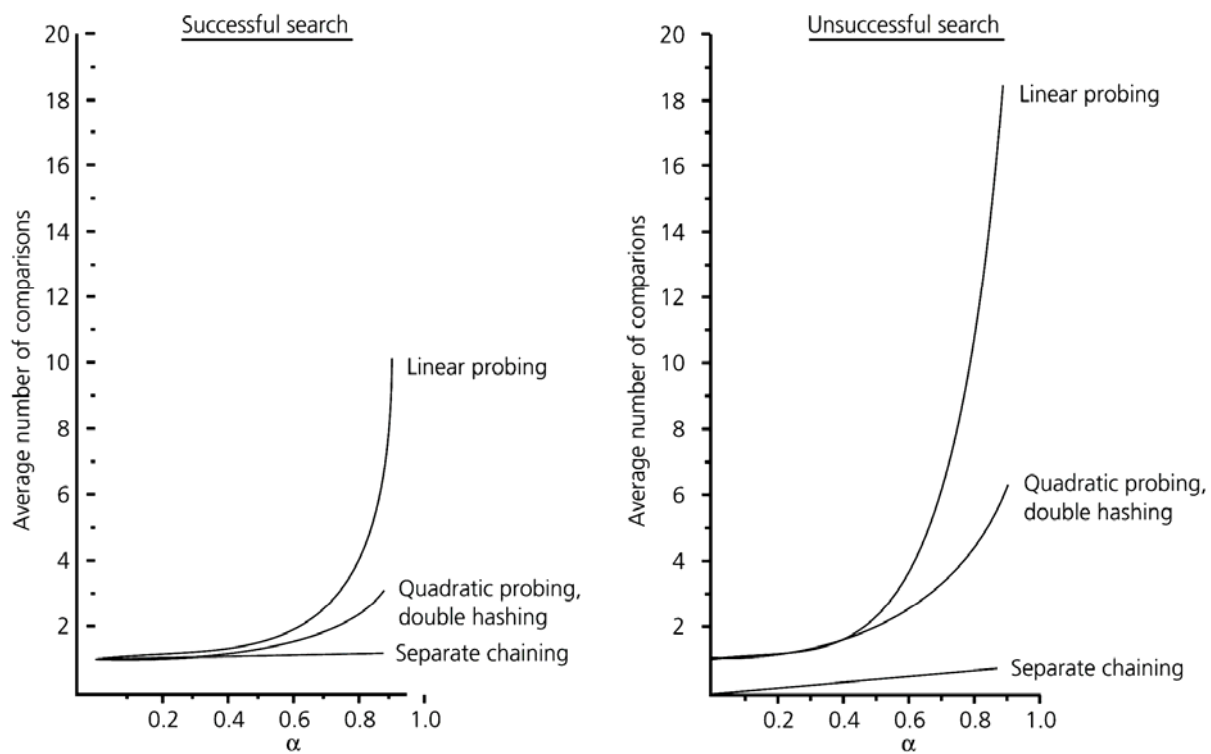 Successful search
20
18
16
14
12
10
8
6
4
2
Average number of comparisons
Linear probing
Quadratic probing,
double hashing
Separate chaining
0.2 0.4 0.6 0.8 1.0
α
Unsuccessful search
20
18
16
14
12
10
8
6
4
2
Average number of comparions
Linear probing
Quadratic probing,
double hashing
Separate chaining
0.2 0.4 0.6 0.8 1.0
α